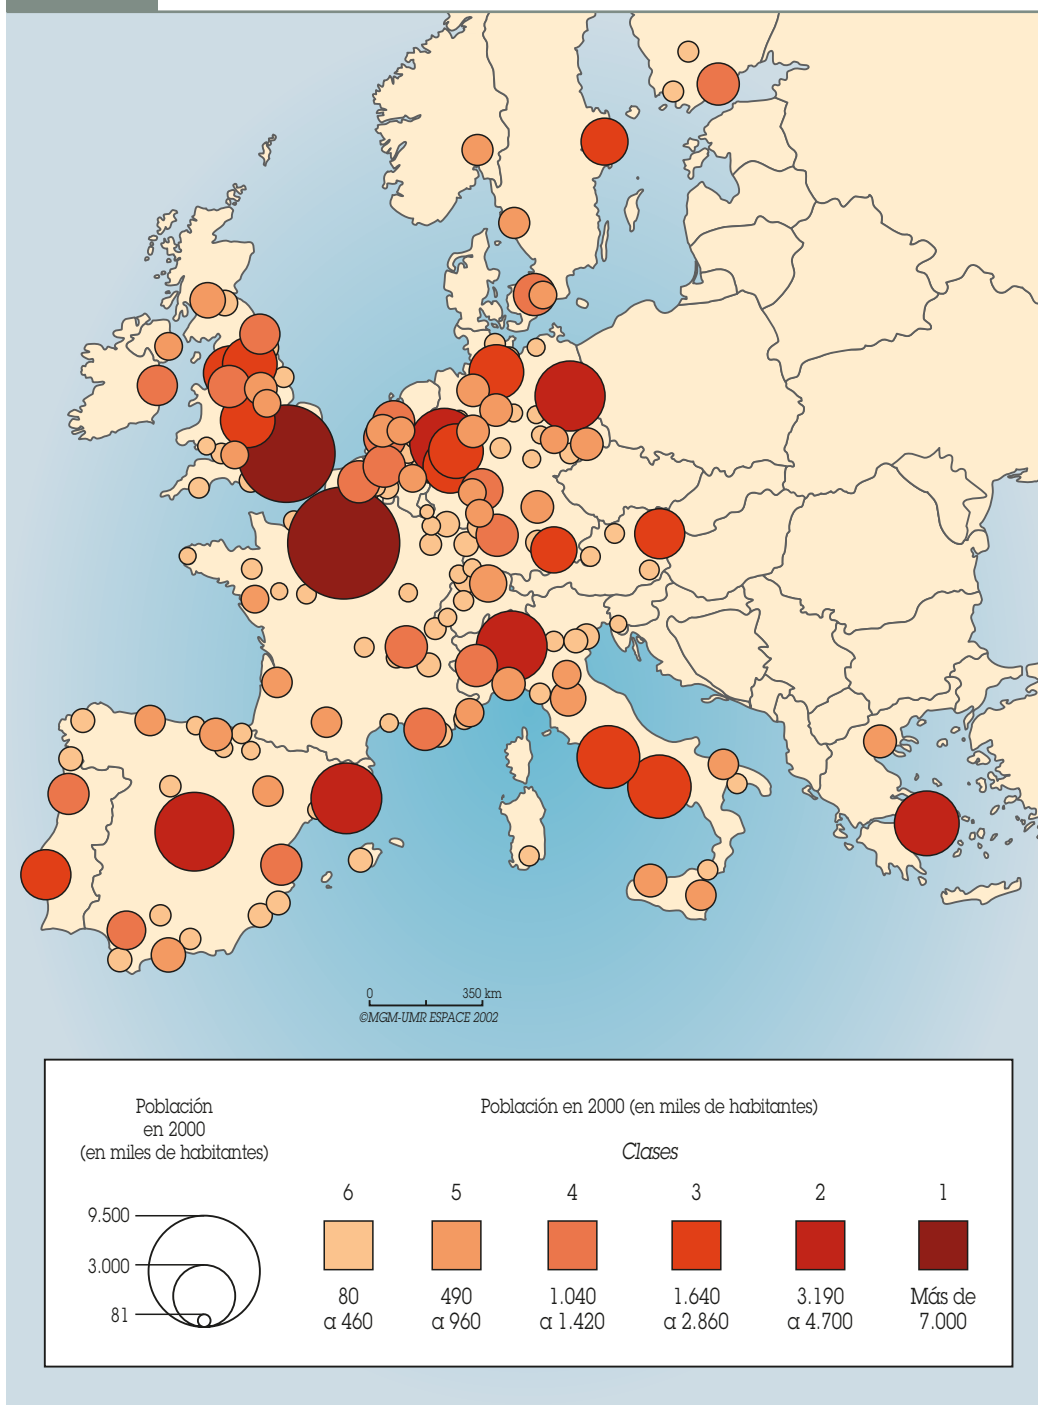 0 350 km
©MGM-UMR ESPACE 2002
Población
en 2000
(en miles de habitantes)
9.500
3.000
81
Población en 2000 (en miles de habitantes)
Clases
6 5 4 3 2 1
80 490 1.040 1.640 3.190 Más de
a 460 a 960 a 1.420 a 2.860 a 4.700 7.000